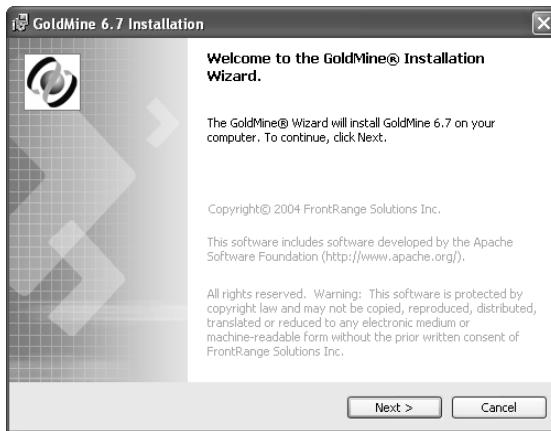 GoldMine 6.7 Installation
Welcome to the GoldMine® Installation
Wizard.
The GoldMine® Wizard will install GoldMine 6.7 on your
computer. To continue, click Next.
Copyright© 2004 FrontRange Solutions Inc.
This software includes software developed by the Apache
Software Foundation (http://www.apache.org/).
All rights reserved.  Warning:  This software is protected by
copyright law and may not be copied, reproduced, distributed,
translated or reduced to any electronic medium or
machine-readable form without the prior written consent of
FrontRange Solutions Inc.
Next >
Cancel